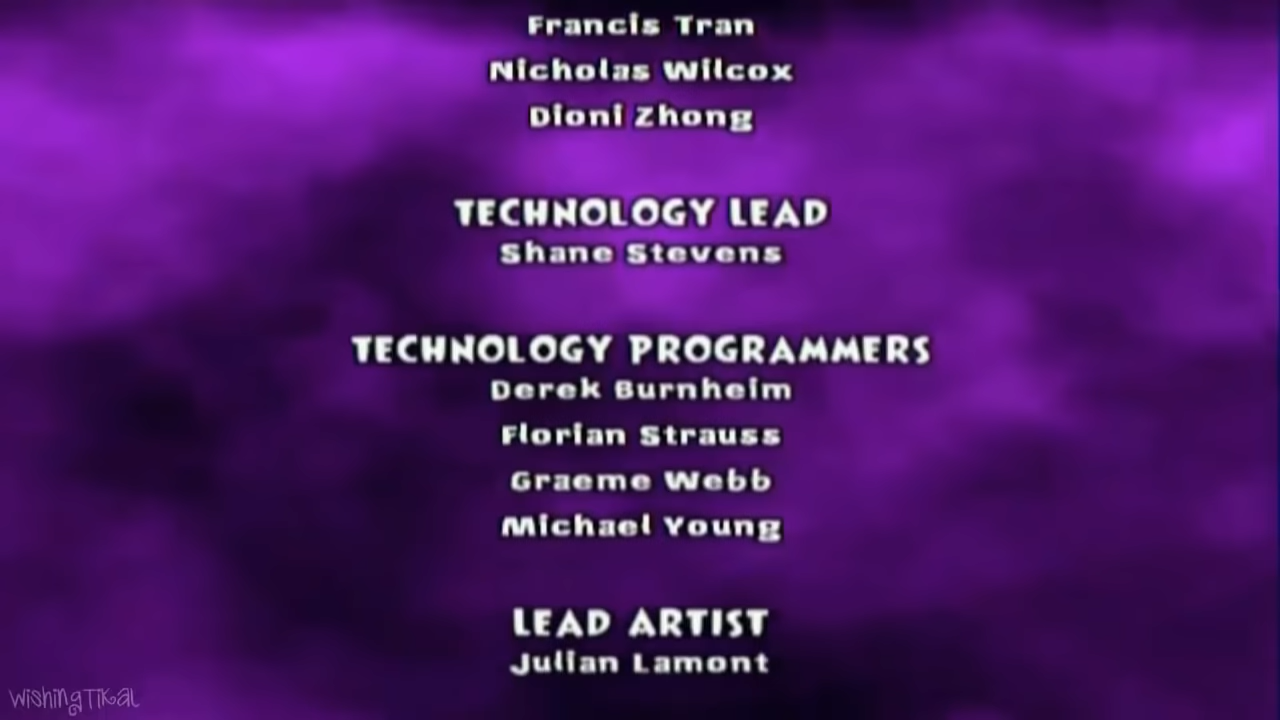 Francis Tran
Nicholas Wilcox
Dioni Zhong
TECHNOLOGY LEAD
Shane Stevens
TECHNOLOGY PROGRAMMERS
Derek Burnheim
Florian Strauss
Graeme Webb
Michael Young
LEAD ARTIST
Julian Lamont
wishingTikal